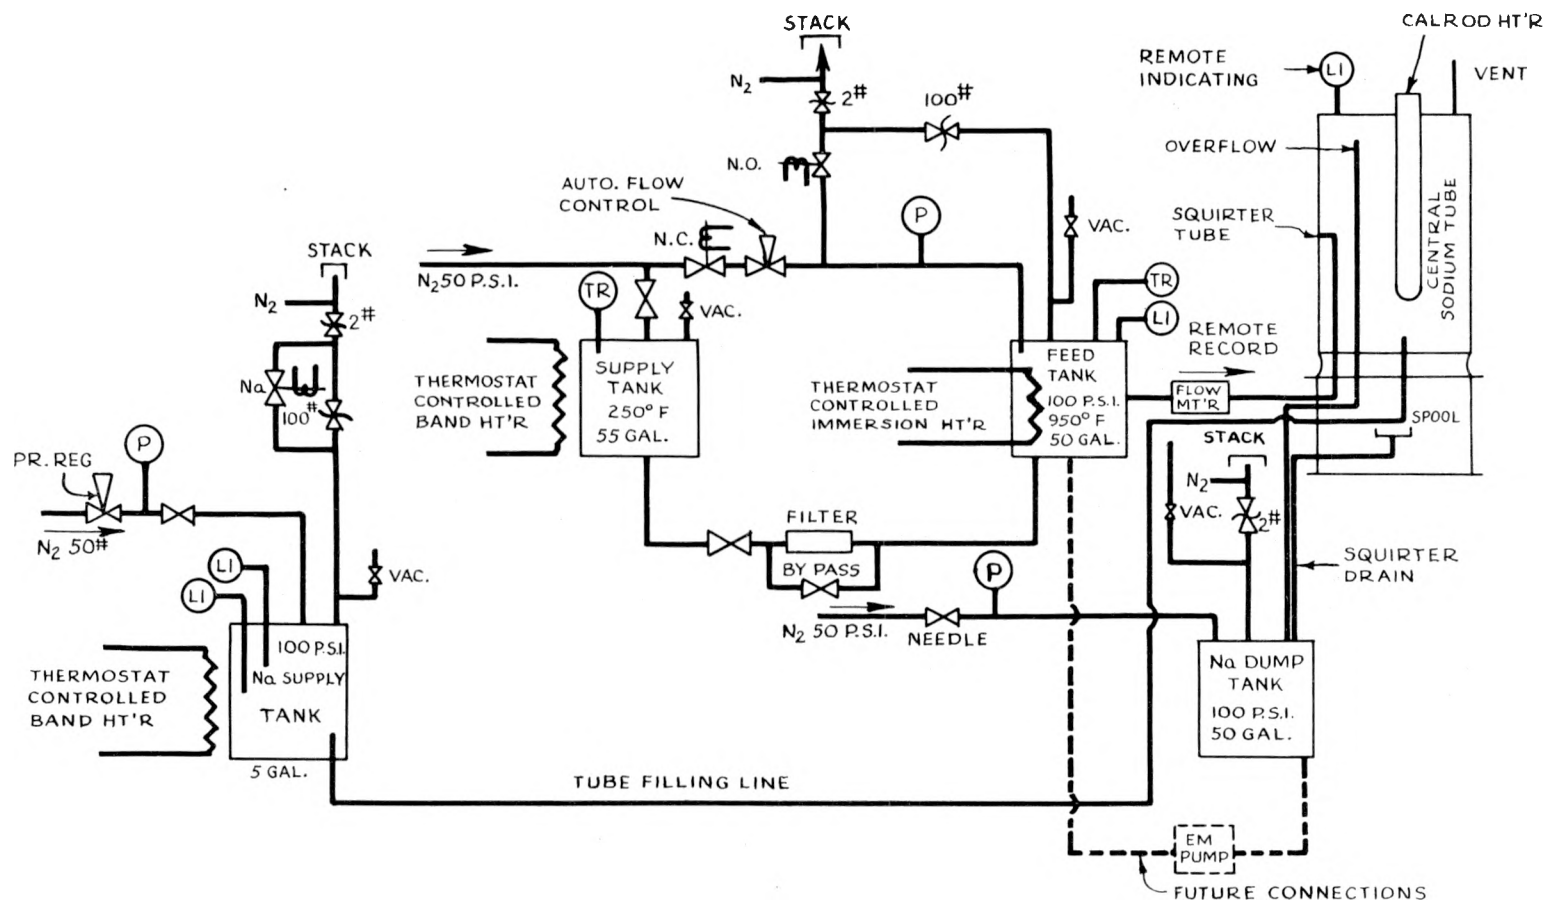 STACK
N2
2#
100#
N.O.
AUTO. FLOW
CONTROL
N.C.
P
VAC.
N250 P.S.I.
TR
VAC.
SUPPLY
TANK
250° F
55 GAL.
THERMOSTAT
CONTROLLED
BAND HT'R
FEED
TANK
100 P.S.I.
950° F
50 GAL.
TR
LI
THERMOSTAT
CONTROLLED
IMMERSION HT'R
REMOTE
RECORD
FLOW
MT'R
CALROD HT'R
REMOTE
INDICATING
LI
VENT
OVERFLOW
SQUIRTER
TUBE
CENTRAL
SODIUM TUBE
SPOOL
STACK
N2
2#
VAC.
SQUIRTER
DRAIN
STACK
N2
2#
Na
100#
P
PR. REG
N2 50#
LI
LI
VAC.
100 P.S.I.
Na SUPPLY
TANK
5 GAL.
THERMOSTAT
CONTROLLED
BAND HT'R
FILTER
BY PASS
P
N2 50 P.S.I.
NEEDLE
Na DUMP
TANK
100 P.S.I.
50 GAL.
TUBE FILLING LINE
EM
PUMP
FUTURE CONNECTIONS